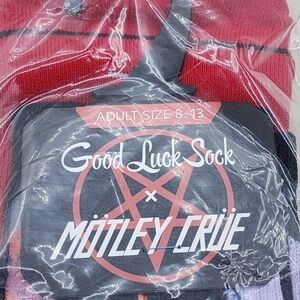 ADULT SIZE 8-13
Good Luck Sock
×
MÖTLEY CRÜE